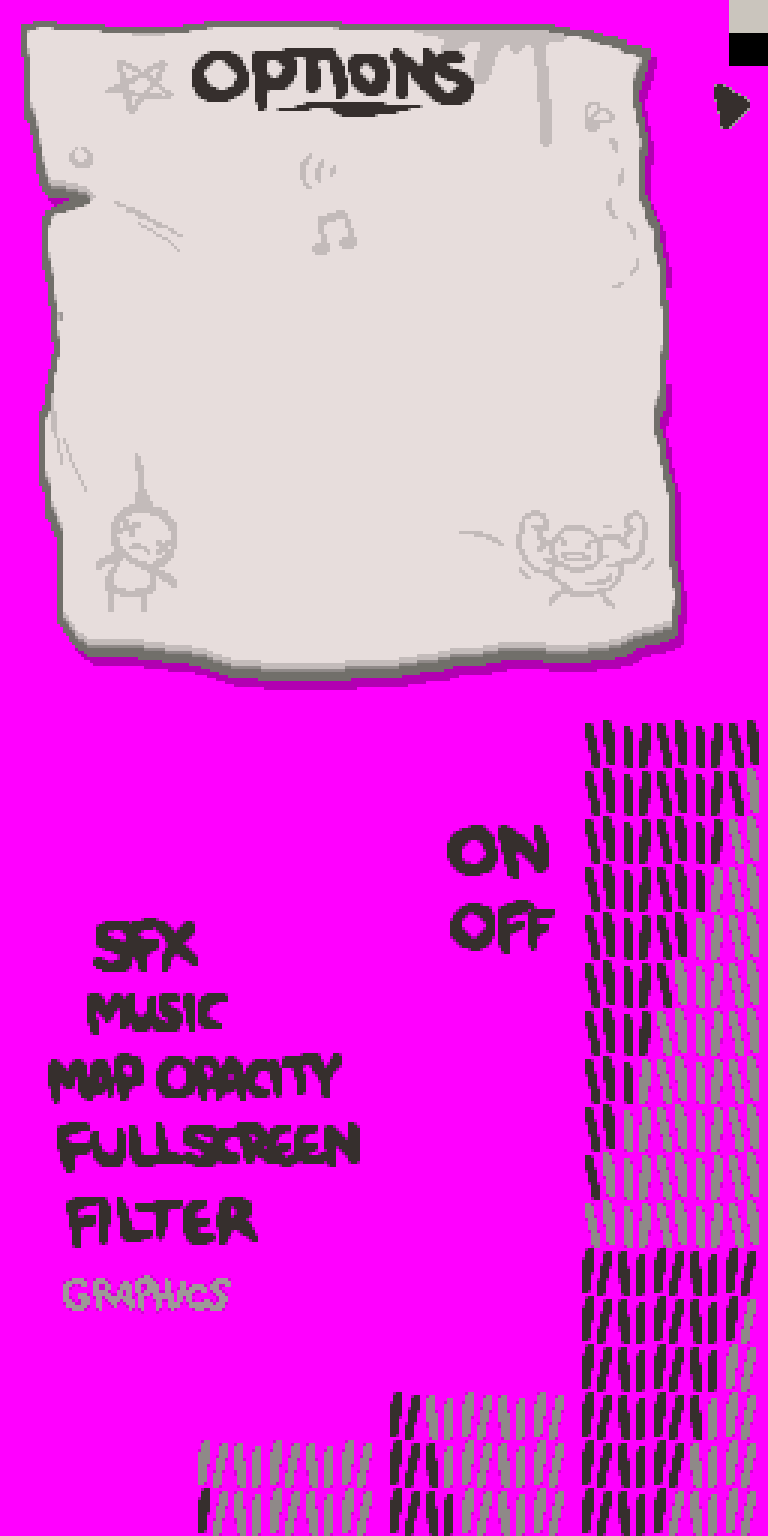 OPTIONS
ON
OFF
SFX
MUSIC
MAP OPACITY
FULLSCREEN
FILTER
GRAPHICS